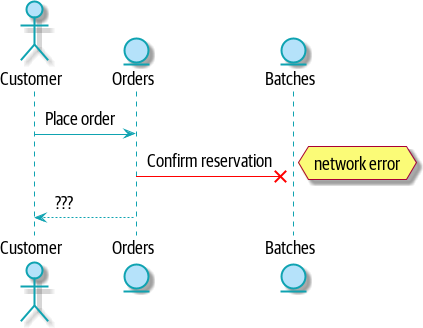 Customer Orders Batches
Place order
Confirm reservation
network error
???
Customer Orders Batches